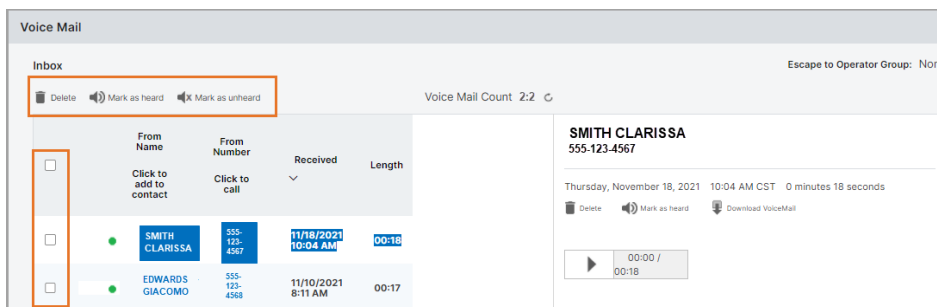 Voice Mail
Inbox
Escape to Operator Group:
Delete Mark as heard Mark as unheard
Voice Mail Count 2:2
From
Name
Click to
add to
contact
From
Number
Click to
call
Received
Length
SMITH
CLARISSA
555-
123-
4567
11/18/2021
10:04 AM
00:18
EDWARDS
GIACOMO
555-
123-
4568
11/10/2021
8:11 AM
00:17
SMITH CLARISSA
555-123-4567
Thursday, November 18, 2021 10:04 AM CST 0 minutes 18 seconds
Delete Mark as heard Download VoiceMail
00:00 /
00:18